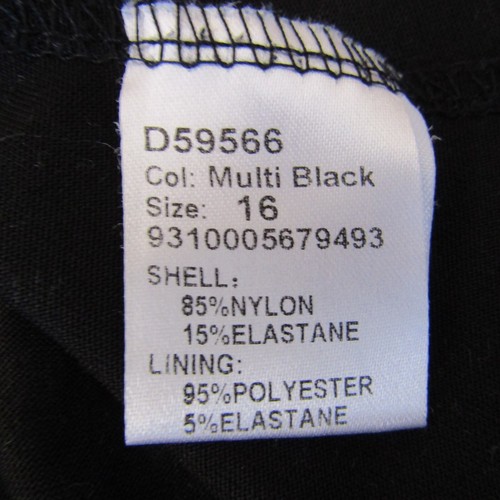 D59566
Col: Multi Black
Size: 16
9310005679493
SHELL:
85%NYLON
15%ELASTANE
LINING:
95%POLYESTER
5%ELASTANE